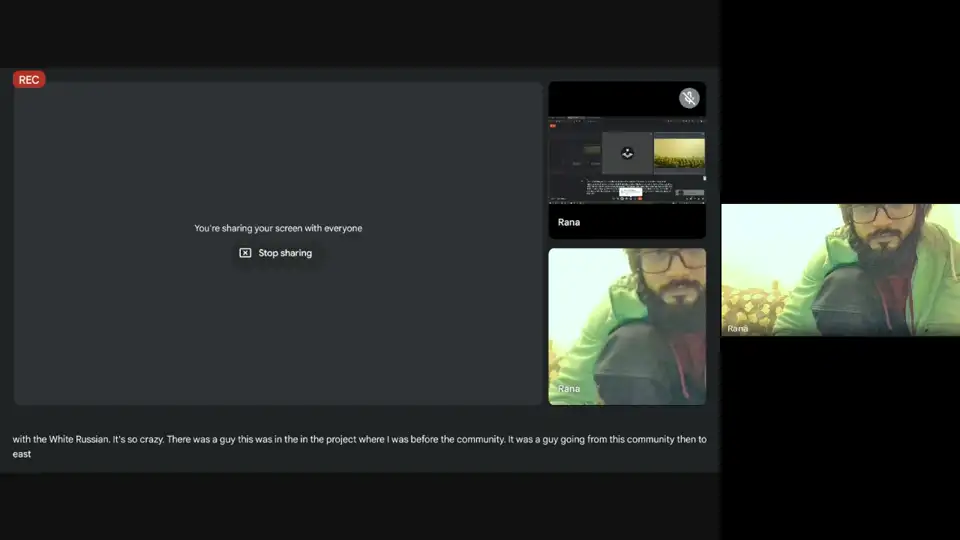 REC
You're sharing your screen with everyone
Stop sharing
Rana
Rana
Rana
with the White Russian. It's so crazy. There was a guy this was in the in the project where I was before the community. It was a guy going from this community then to
east